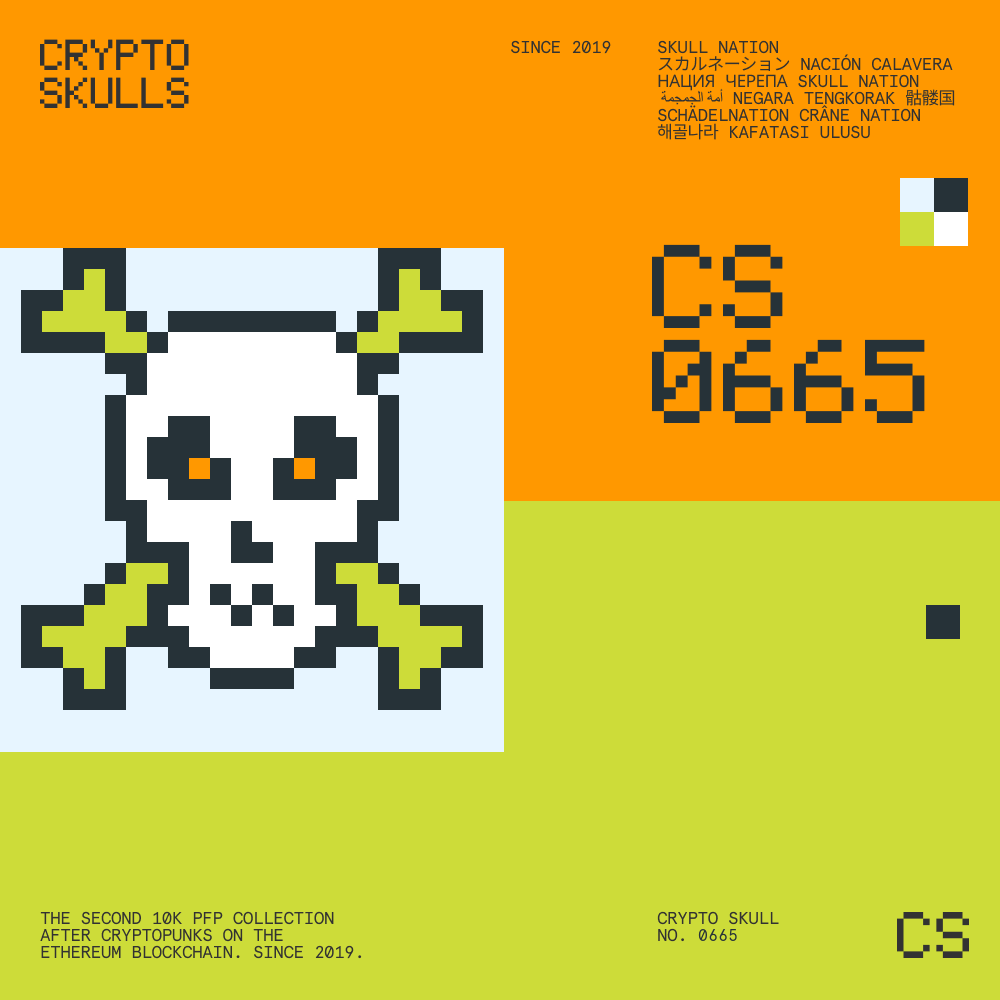 CRYPTO
SKULLS
SINCE 2019
SKULL NATION
スカルネーション NACIÓN CALAVERA
НАЦИЯ ЧЕРЕПА SKULL NATION
أمة الجمجمة NEGARA TENGKORAK 骷髅国
SCHÄDELNATION CRÂNE NATION
해골나라 KAFATASI ULUSU
CS
0665
THE SECOND 10K PFP COLLECTION
AFTER CRYPTOPUNKS ON THE
ETHEREUM BLOCKCHAIN. SINCE 2019.
CRYPTO SKULL
NO. 0665
CS